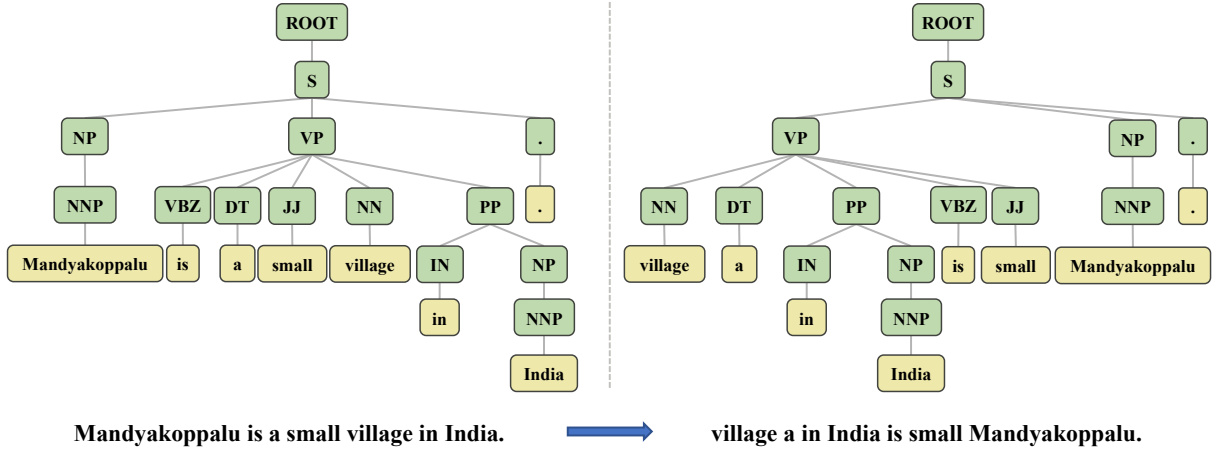 ROOT ROOT
S S
NP VP . VP NP .
NNP VBZ DT JJ NN PP . NN DT PP VBZ JJ NNP .
Mandyakoppalu is a small village IN NP village a IN NP is small Mandyakoppalu
in NNP in NNP
India India
Mandyakoppalu is a small village in India. village a in India is small Mandyakoppalu.